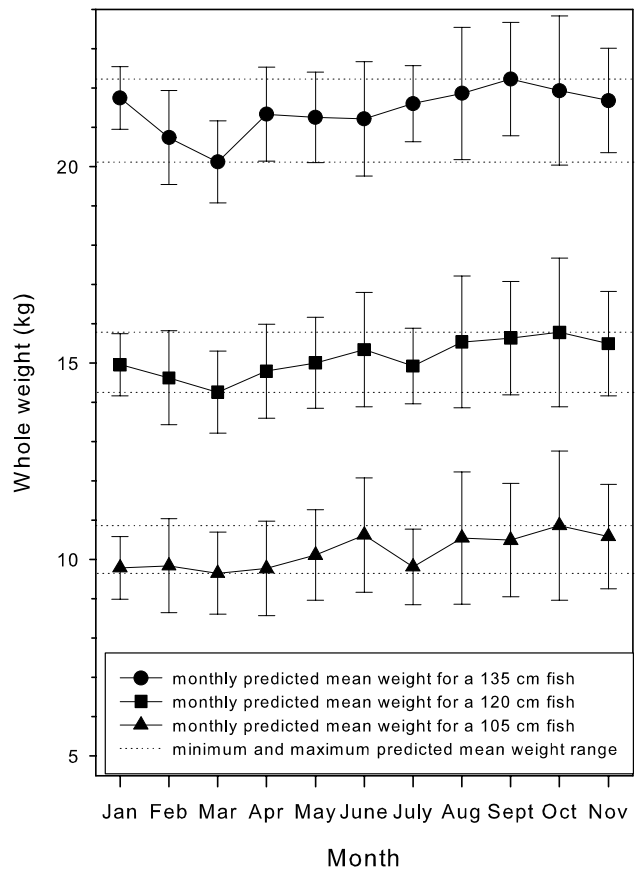 Whole weight (kg)
20
15
10
5
monthly predicted mean weight for a 135 cm fish
monthly predicted mean weight for a 120 cm fish
monthly predicted mean weight for a 105 cm fish
minimum and maximum predicted mean weight range
Jan Feb Mar Apr May June July Aug Sept Oct Nov
Month